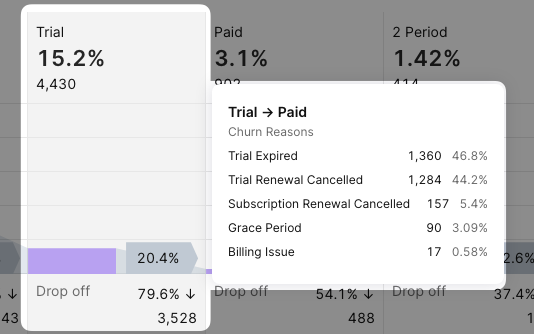 Trial
15.2%
4,430
Paid
3.1%
902
2 Period
1.42%
414
Trial → Paid
Churn Reasons
Trial Expired 1,360 46.8%
Trial Renewal Cancelled 1,284 44.2%
Subscription Renewal Cancelled 157 5.4%
Grace Period 90 3.09%
Billing Issue 17 0.58%
20.4%
2.6%
↓ Drop off 79.6% ↓ Drop off 54.1% ↓ Drop off 37.4%
43 3,528 488 1